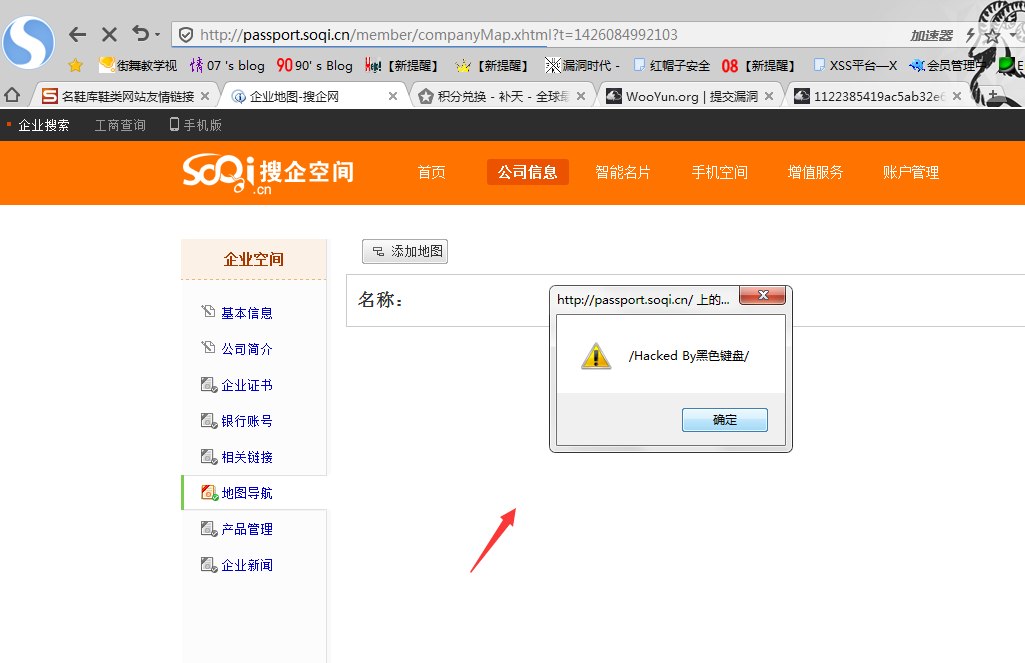 http://passport.soqi.cn/member/companyMap.xhtml?t=1426084992103
加速器
街舞教学视
07 's blog
90' s Blog
【新提醒】
【新提醒】
漏洞时代 -
红帽子安全
08 【新提醒】
XSS平台—X
会员管理中
名鞋库鞋类网站友情链接
企业地图-搜企网
积分兑换 - 补天 - 全球最
WooYun.org | 提交漏洞
1122385419ac5ab32e6
企业搜索
工商查询
手机版
SOQi.cn 搜企空间
首页
公司信息
智能名片
手机空间
增值服务
账户管理
企业空间
基本信息
公司简介
企业证书
银行账号
相关链接
地图导航
产品管理
企业新闻
添加地图
名称：
http://passport.soqi.cn/ 上的...
/Hacked By黑色键盘/
确定